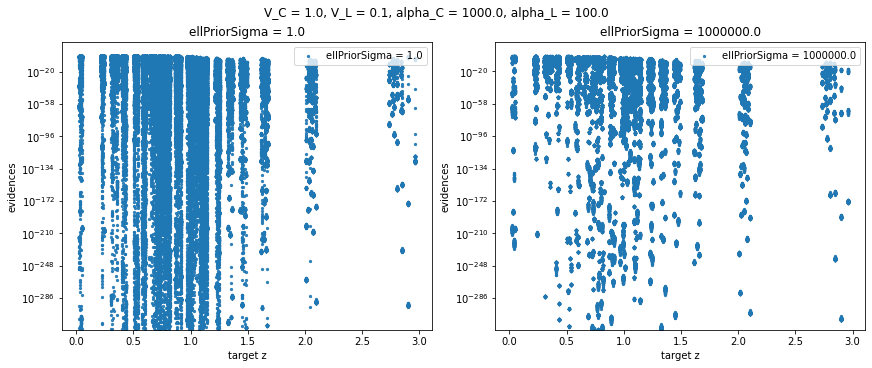 V_C = 1.0, V_L = 0.1, alpha_C = 1000.0, alpha_L = 100.0
ellPriorSigma = 1.0
ellPriorSigma = 1.0
10^-20
10^-58
10^-96
10^-134
10^-172
10^-210
10^-248
10^-286
evidences
0.0 0.5 1.0 1.5 2.0 2.5 3.0
target z
ellPriorSigma = 1000000.0
ellPriorSigma = 1000000.0
10^-20
10^-58
10^-96
10^-134
10^-172
10^-210
10^-248
10^-286
evidences
0.0 0.5 1.0 1.5 2.0 2.5 3.0
target z